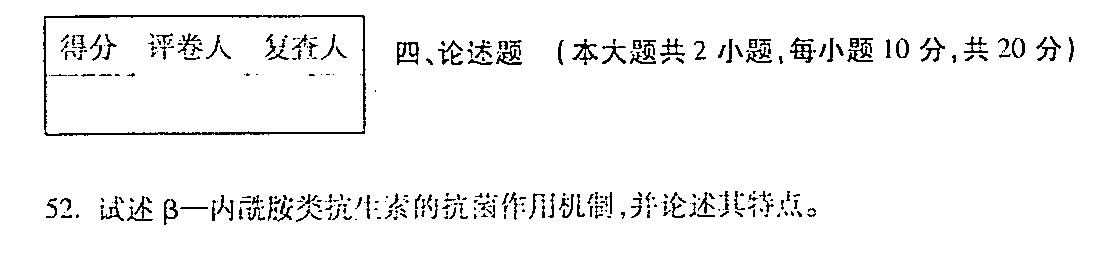 得分 评卷人 复查人
四、论述题 (本大题共2小题,每小题10分,共20分)
52. 试述β—内酰胺类抗生素的抗菌作用机制,并论述其特点。